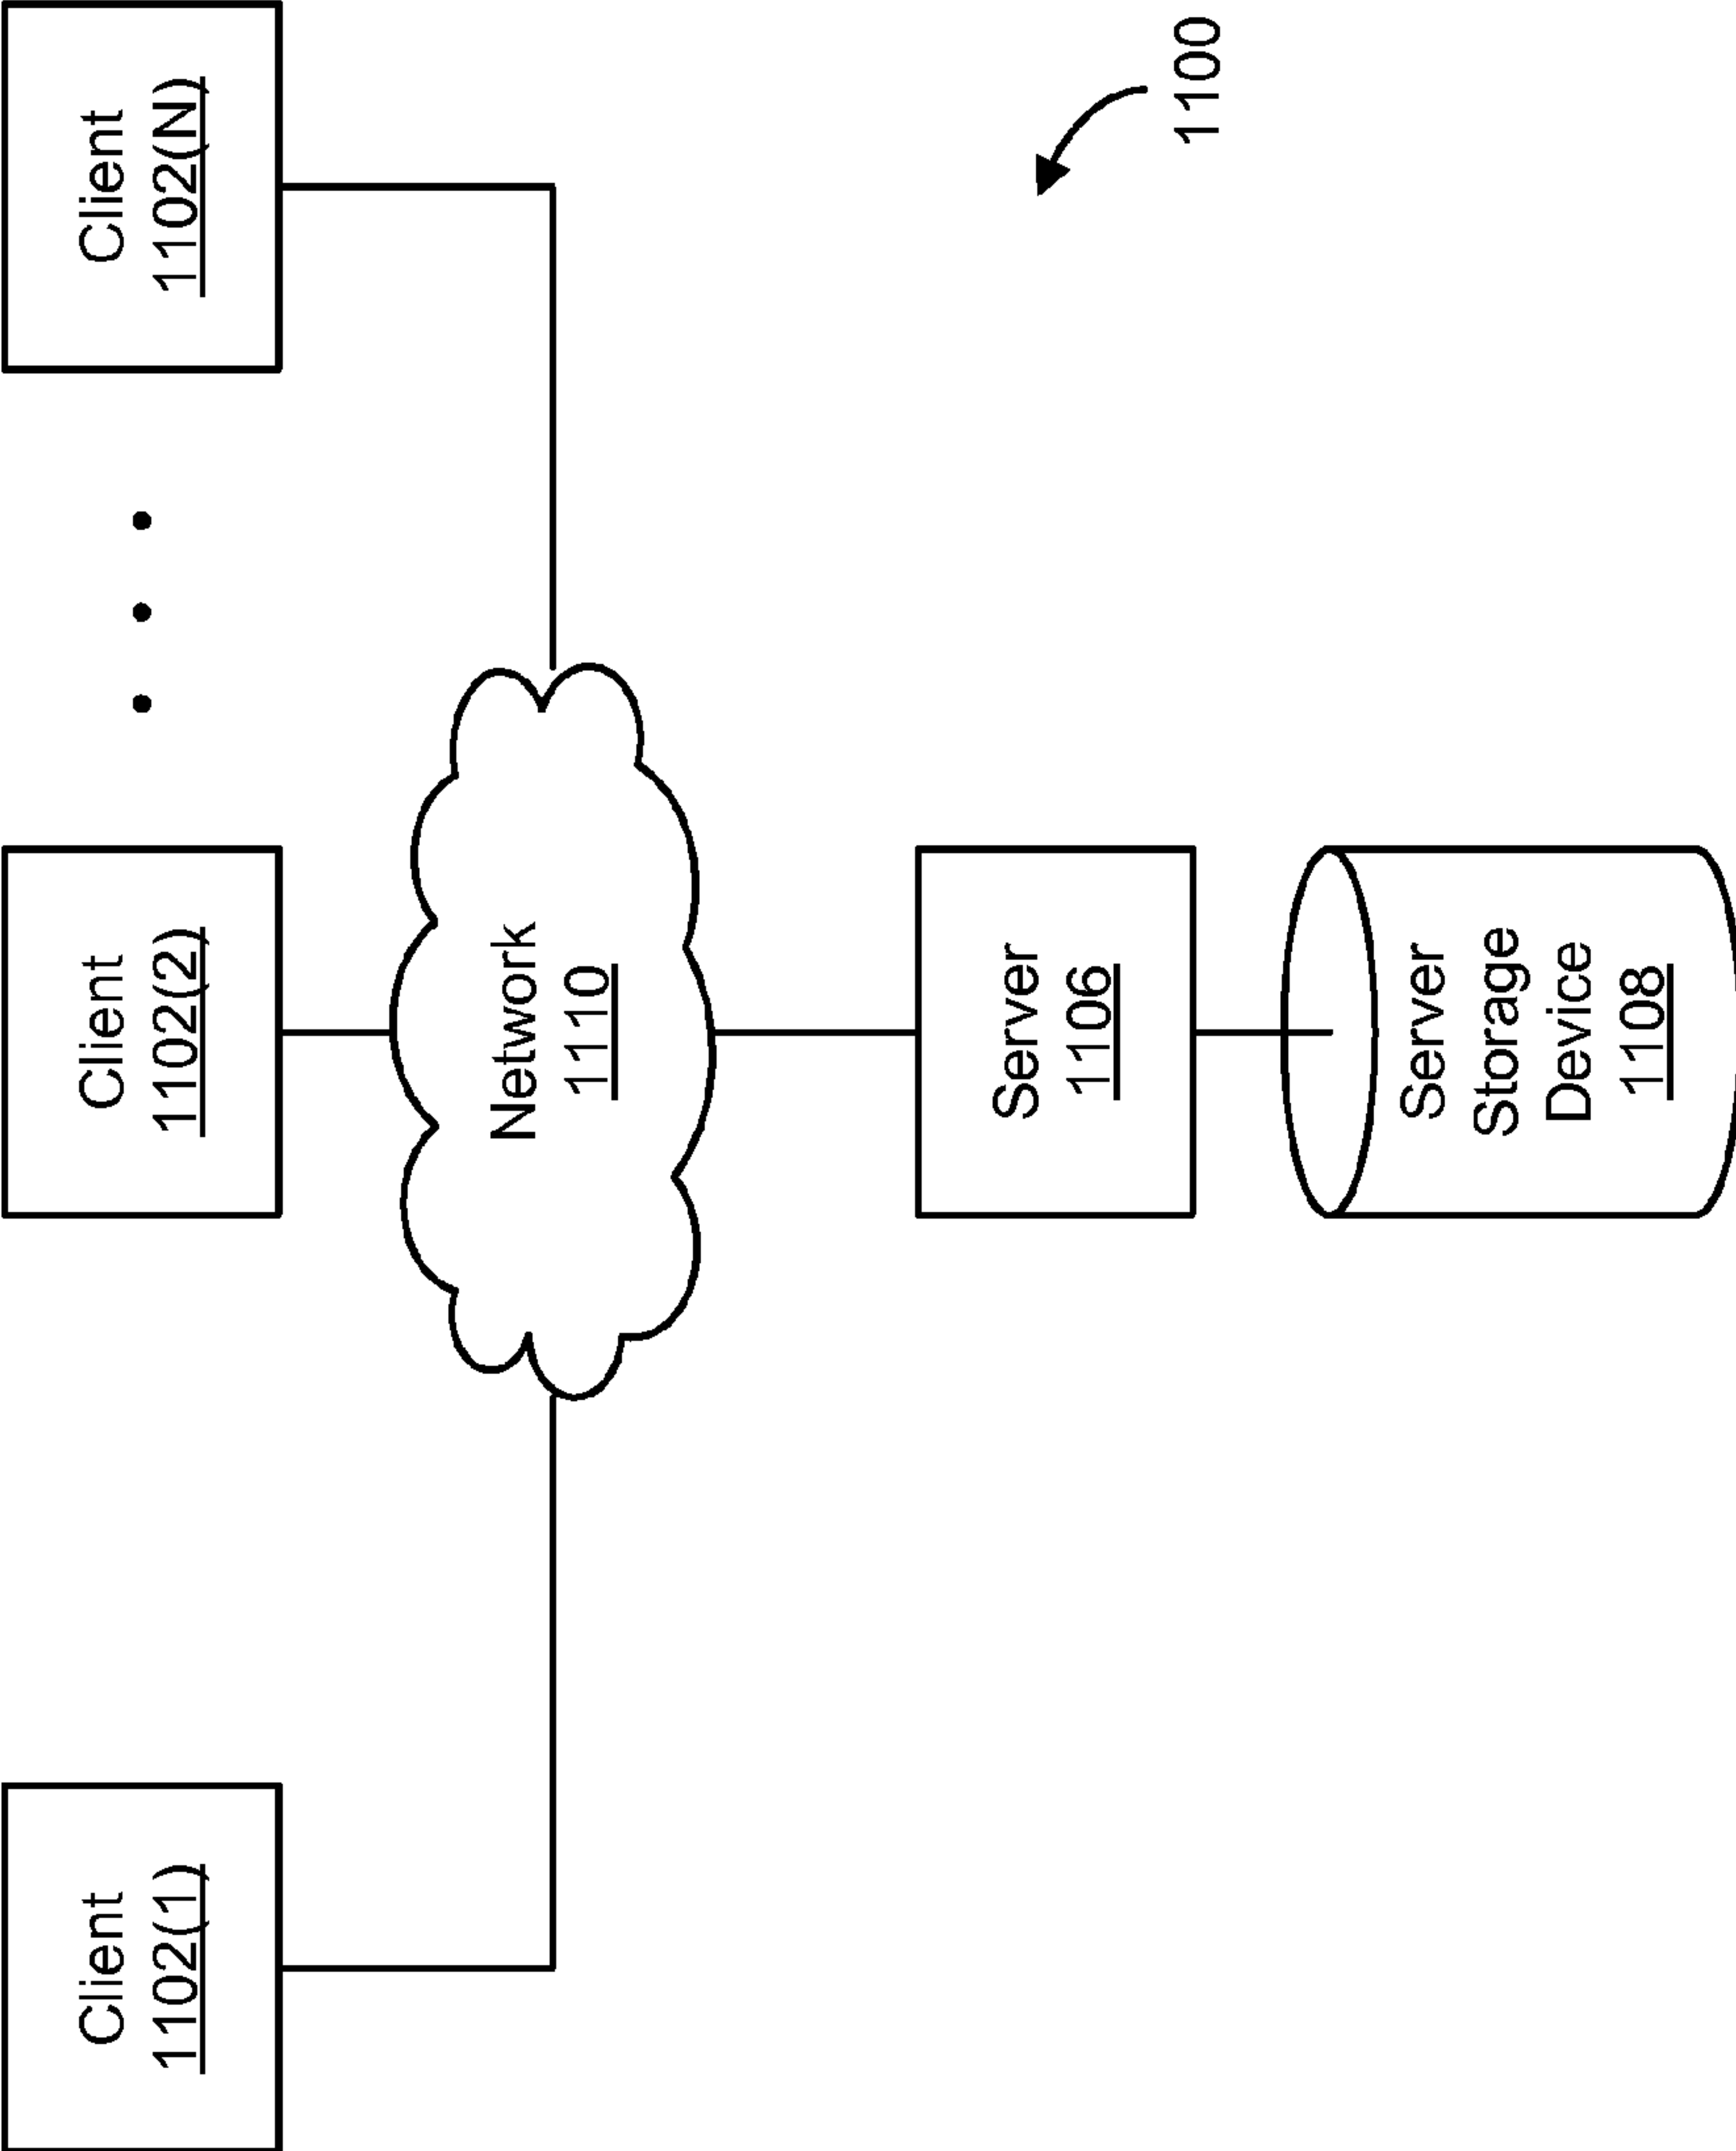 Client
1102(1)
Client
1102(2)
Client
1102(N)
Network
1110
Server
1106
1100
Server
Storage
Device
1108